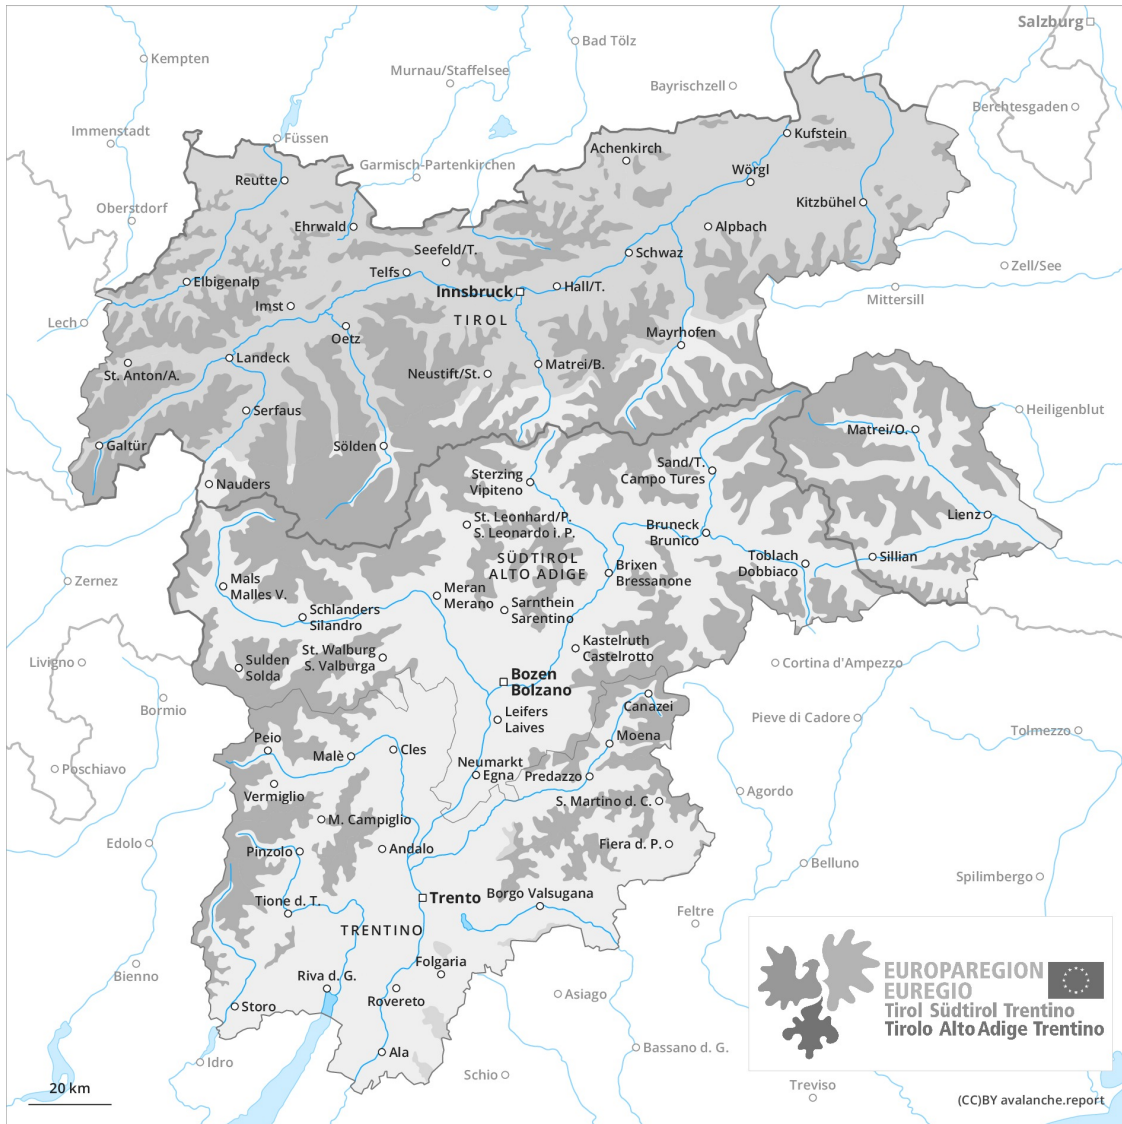 Salzburg
Bad Tölz
Kempten
Murnau/Staffelsee
Bayrischzell
Berchtesgaden
Immenstadt
Füssen
Kufstein
Achenkirch
Garmisch-Partenkirchen
Wörgl
Reutte
Oberstdorf
Kitzbühel
Ehrwald
Alpbach
Seefeld/T.
Schwaz
Zell/See
Telfs
Elbigenalp
Innsbruck
Hall/T.
Mittersill
Imst
TIROL
Lech
Oetz
Mayrhofen
Landeck
Matrei/B.
St. Anton/A.
Neustift/St.
Serfaus
Heiligenblut
Matrei/O.
Galtür
Sölden
Sand/T.
Campo Tures
Sterzing
Vipiteno
Nauders
Lienz
St. Leonhard/P.
S. Leonardo i. P.
Bruneck
Brunico
SÜDTIROL
ALTO ADIGE
Toblach
Dobbiaco
Sillian
Brixen
Bressanone
Zernez
Mals
Malles V.
Meran
Merano
Sarnthein
Sarentino
Schlanders
Silandro
Kastelruth
Castelrotto
St. Walburg
S. Valburga
Livigno
Sulden
Solda
Cortina d'Ampezzo
Bozen
Bolzano
Bormio
Canazei
Leifers
Laives
Pieve di Cadore
Tolmezzo
Peio
Moena
Malè
Cles
Neumarkt
Egna
Poschiavo
Predazzo
Vermiglio
Agordo
S. Martino d. C.
M. Campiglio
Edolo
Pinzolo
Andalo
Fiera d. P.
Belluno
Spilimbergo
Trento
Borgo Valsugana
Tione d. T.
Feltre
TRENTINO
Folgaria
Bienno
Riva d. G.
Rovereto
Asiago
Storo
EUROPAREGION
EUREGIO
Tirol Südtirol Trentino
Tirolo Alto Adige Trentino
Ala
Bassano d. G.
Idro
Schio
Treviso
20 km
(CC)BY avalanche.report